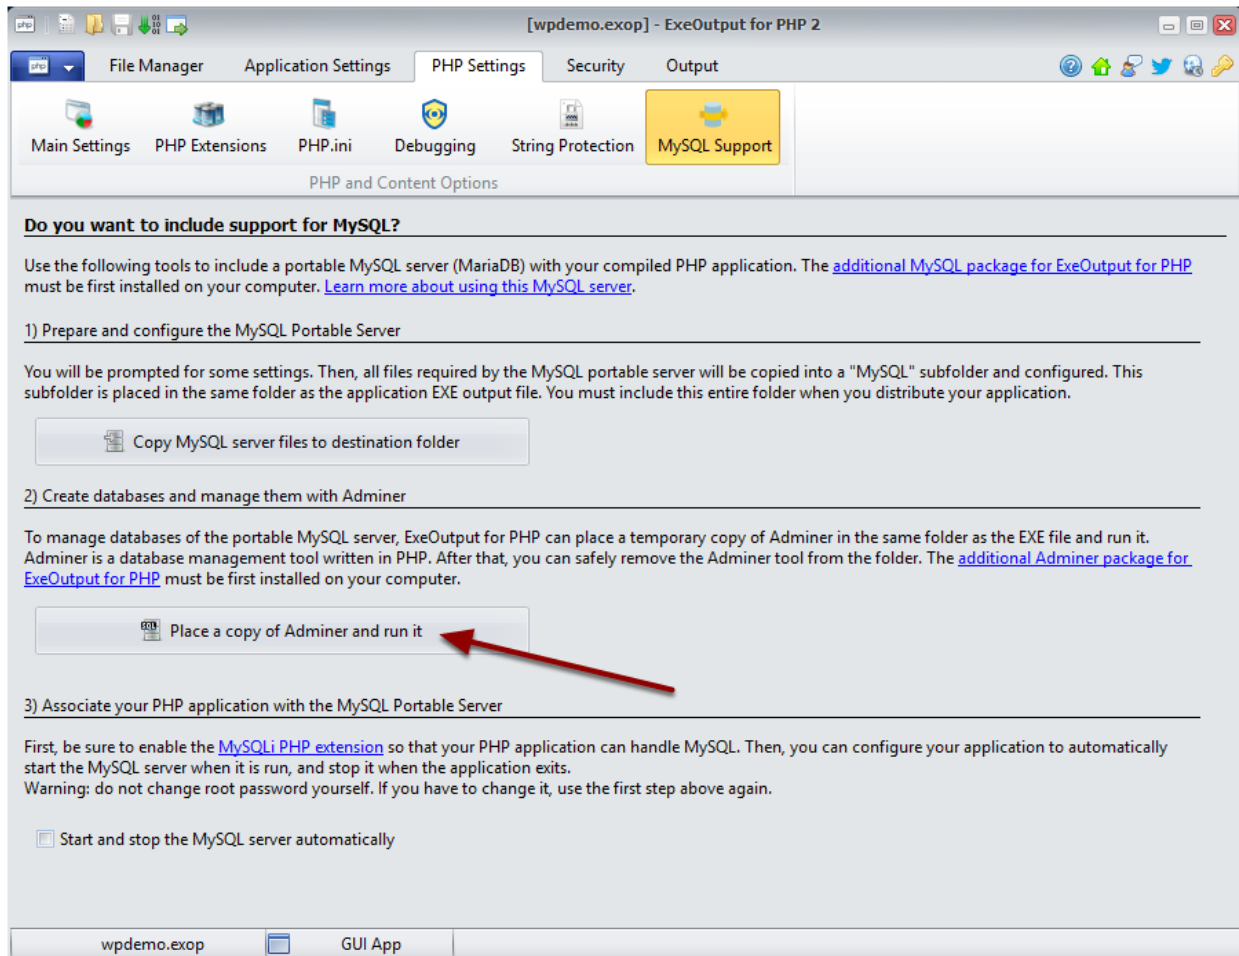 [wpdemo.exop] - ExeOutput for PHP 2
php
File Manager
Application Settings
PHP Settings
Security
Output
Main Settings
PHP Extensions
PHP.ini
Debugging
String Protection
MySQL Support
PHP and Content Options
Do you want to include support for MySQL?
Use the following tools to include a portable MySQL server (MariaDB) with your compiled PHP application. The additional MySQL package for ExeOutput for PHP
must be first installed on your computer. Learn more about using this MySQL server.
1) Prepare and configure the MySQL Portable Server
You will be prompted for some settings. Then, all files required by the MySQL portable server will be copied into a "MySQL" subfolder and configured. This
subfolder is placed in the same folder as the application EXE output file. You must include this entire folder when you distribute your application.
Copy MySQL server files to destination folder
2) Create databases and manage them with Adminer
To manage databases of the portable MySQL server, ExeOutput for PHP can place a temporary copy of Adminer in the same folder as the EXE file and run it.
Adminer is a database management tool written in PHP. After that, you can safely remove the Adminer tool from the folder. The additional Adminer package for
ExeOutput for PHP must be first installed on your computer.
Place a copy of Adminer and run it
3) Associate your PHP application with the MySQL Portable Server
First, be sure to enable the MySQLi PHP extension so that your PHP application can handle MySQL. Then, you can configure your application to automatically
start the MySQL server when it is run, and stop it when the application exits.
Warning: do not change root password yourself. If you have to change it, use the first step above again.
Start and stop the MySQL server automatically
wpdemo.exop
GUI App